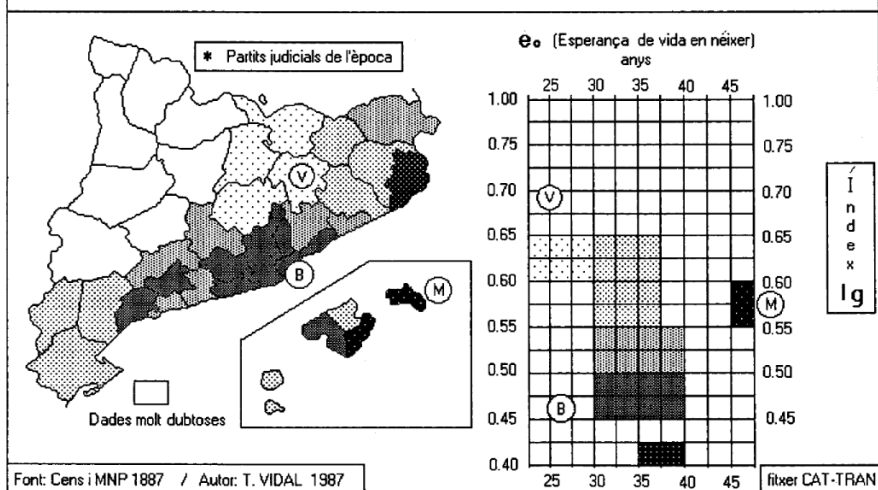 * Partits judicials de l'època
V
B
M
Dades molt dubtoses
e₀ (Esperança de vida en néixer)
anys
25 30 35 40 45
1.00 1.00
0.75 0.75
0.70 V 0.70
0.65 0.65
0.60 0.60
M
0.55 0.55
0.50 0.50
B
0.45 0.45
0.40 0.40
25 30 35 40 45
Índex
Ig
Font: Cens i MNP 1887 / Autor: T. VIDAL 1987
fitxer CAT-TRAN